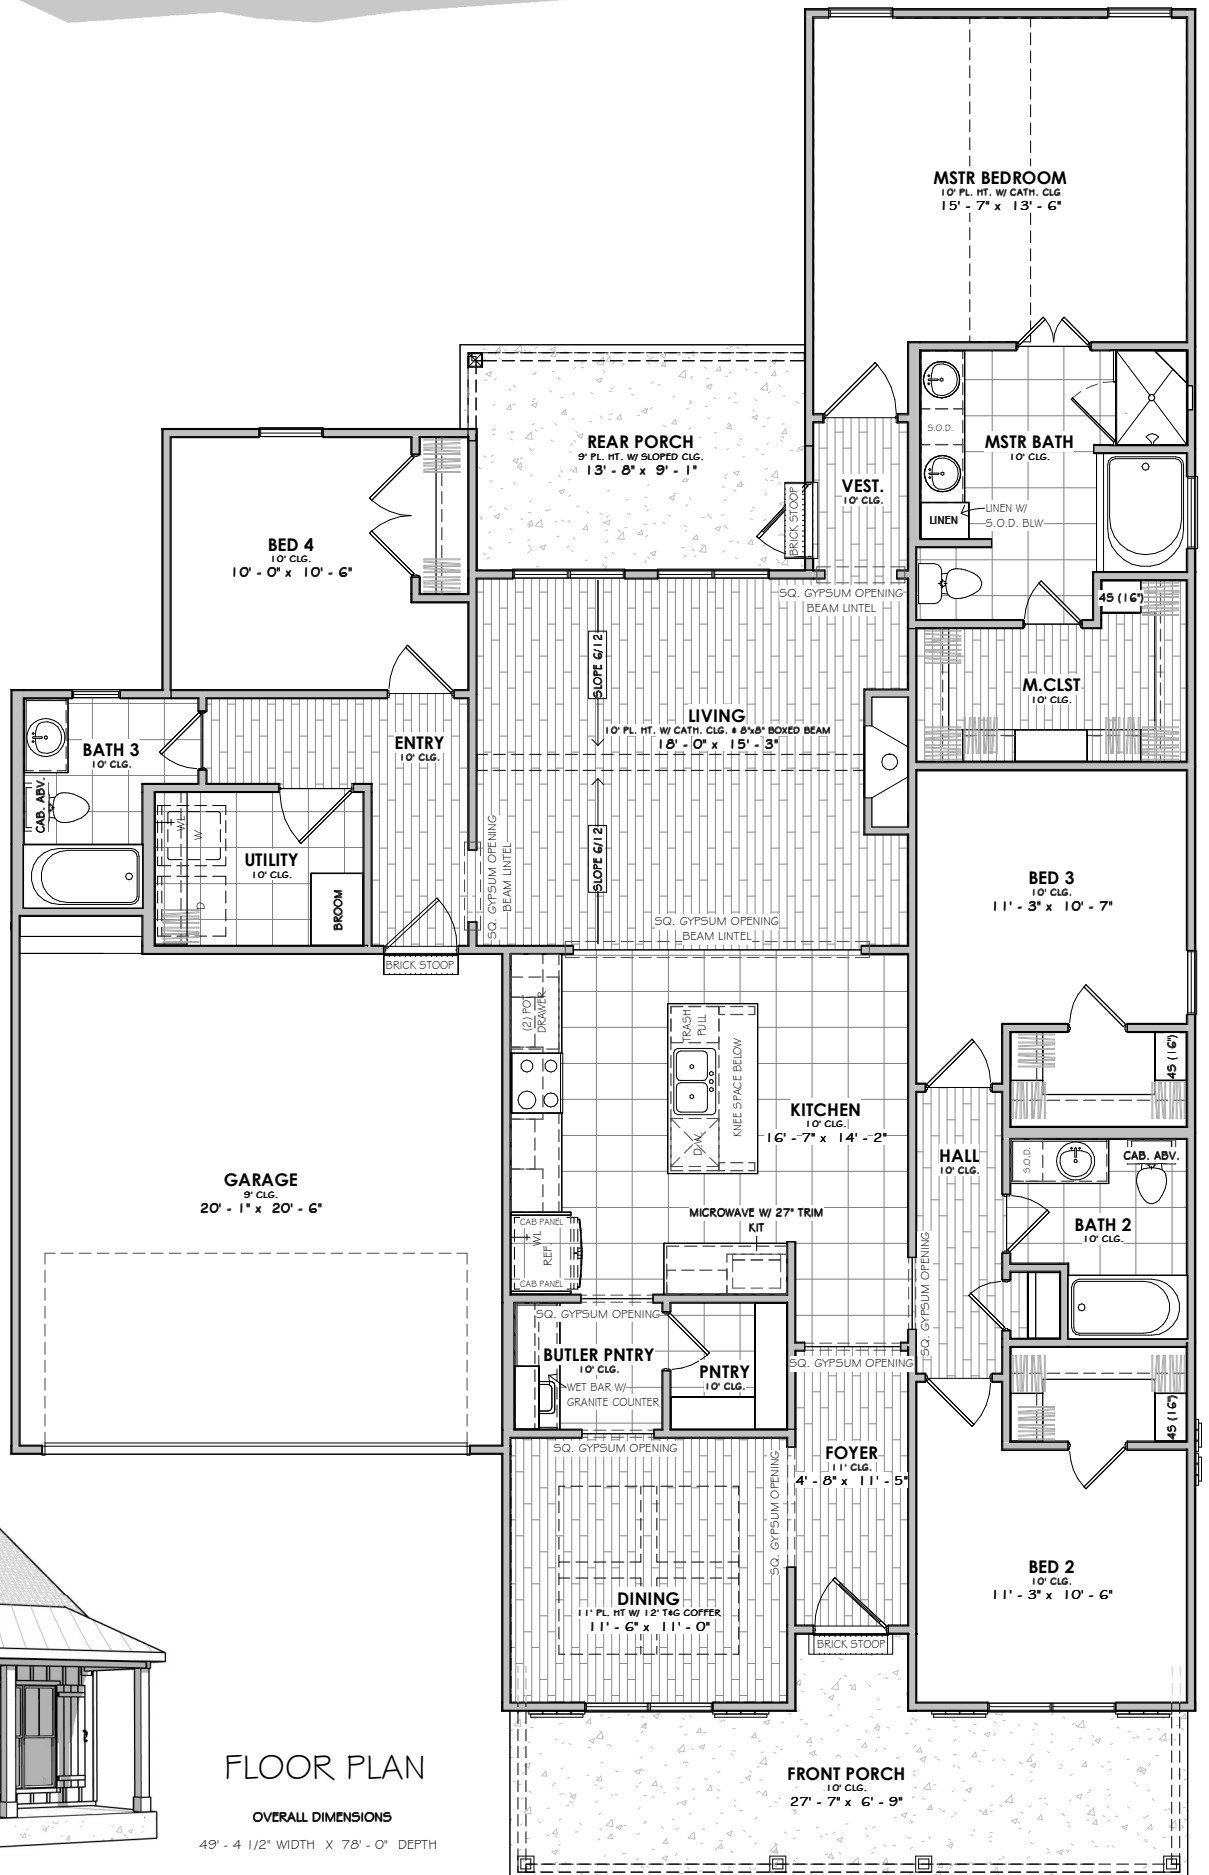 MSTR BEDROOM
10' PL. HT. W/ CATH. CLG
15' - 7" x 13' - 6"
REAR PORCH
9' PL. HT. W/ SLOPED CLG.
13' - 8" x 9' - 1"
BRICK STOOP
VEST.
10' CLG.
S.O.D.
MSTR BATH
10' CLG.
LINEN
LINEN W/
S.O.D. BLW
BED 4
10' CLG.
10' - 0" x 10' - 6"
SQ. GYPSUM OPENING
BEAM LINTEL
4S (16")
M.CLST
10' CLG.
SLOPE 6/12
LIVING
10' PL. HT. W/ CATH. CLG. & 8"x8" BOXED BEAM
18' - 0" x 15' - 3"
SLOPE 6/12
BATH 3
10' CLG.
CAB. ABV.
ENTRY
10' CLG.
WL
W
D
UTILITY
10' CLG.
BROOM
SQ. GYPSUM OPENING
BEAM LINTEL
SQ. GYPSUM OPENING
BEAM LINTEL
BRICK STOOP
BED 3
10' CLG.
11' - 3" x 10' - 7"
4S (16")
(2) POT
DRAWER
TRASH
PULL
KNEE SPACE BELOW
D.W.
KITCHEN
10' CLG.
16' - 7" x 14' - 2"
HALL
10' CLG.
S.O.D.
CAB. ABV.
BATH 2
10' CLG.
GARAGE
9' CLG.
20' - 1" x 20' - 6"
MICROWAVE W/ 27" TRIM
KIT
CAB PANEL
WL
REF.
CAB PANEL
SQ. GYPSUM OPENING
SQ. GYPSUM OPENING
BUTLER PNTRY
10' CLG.
WET BAR W/
GRANITE COUNTER
PNTRY
10' CLG.
SQ. GYPSUM OPENING
4S (16")
SQ. GYPSUM OPENING
SQ. GYPSUM OPENING
FOYER
11' CLG.
4' - 8" x 11' - 5"
DINING
11' PL. HT W/ 12' T&G COFFER
11' - 6" x 11' - 0"
BED 2
10' CLG.
11' - 3" x 10' - 6"
BRICK STOOP
FRONT PORCH
10' CLG.
27' - 7" x 6' - 9"
FLOOR PLAN
OVERALL DIMENSIONS
49' - 4 1/2" WIDTH X 78' - 0" DEPTH